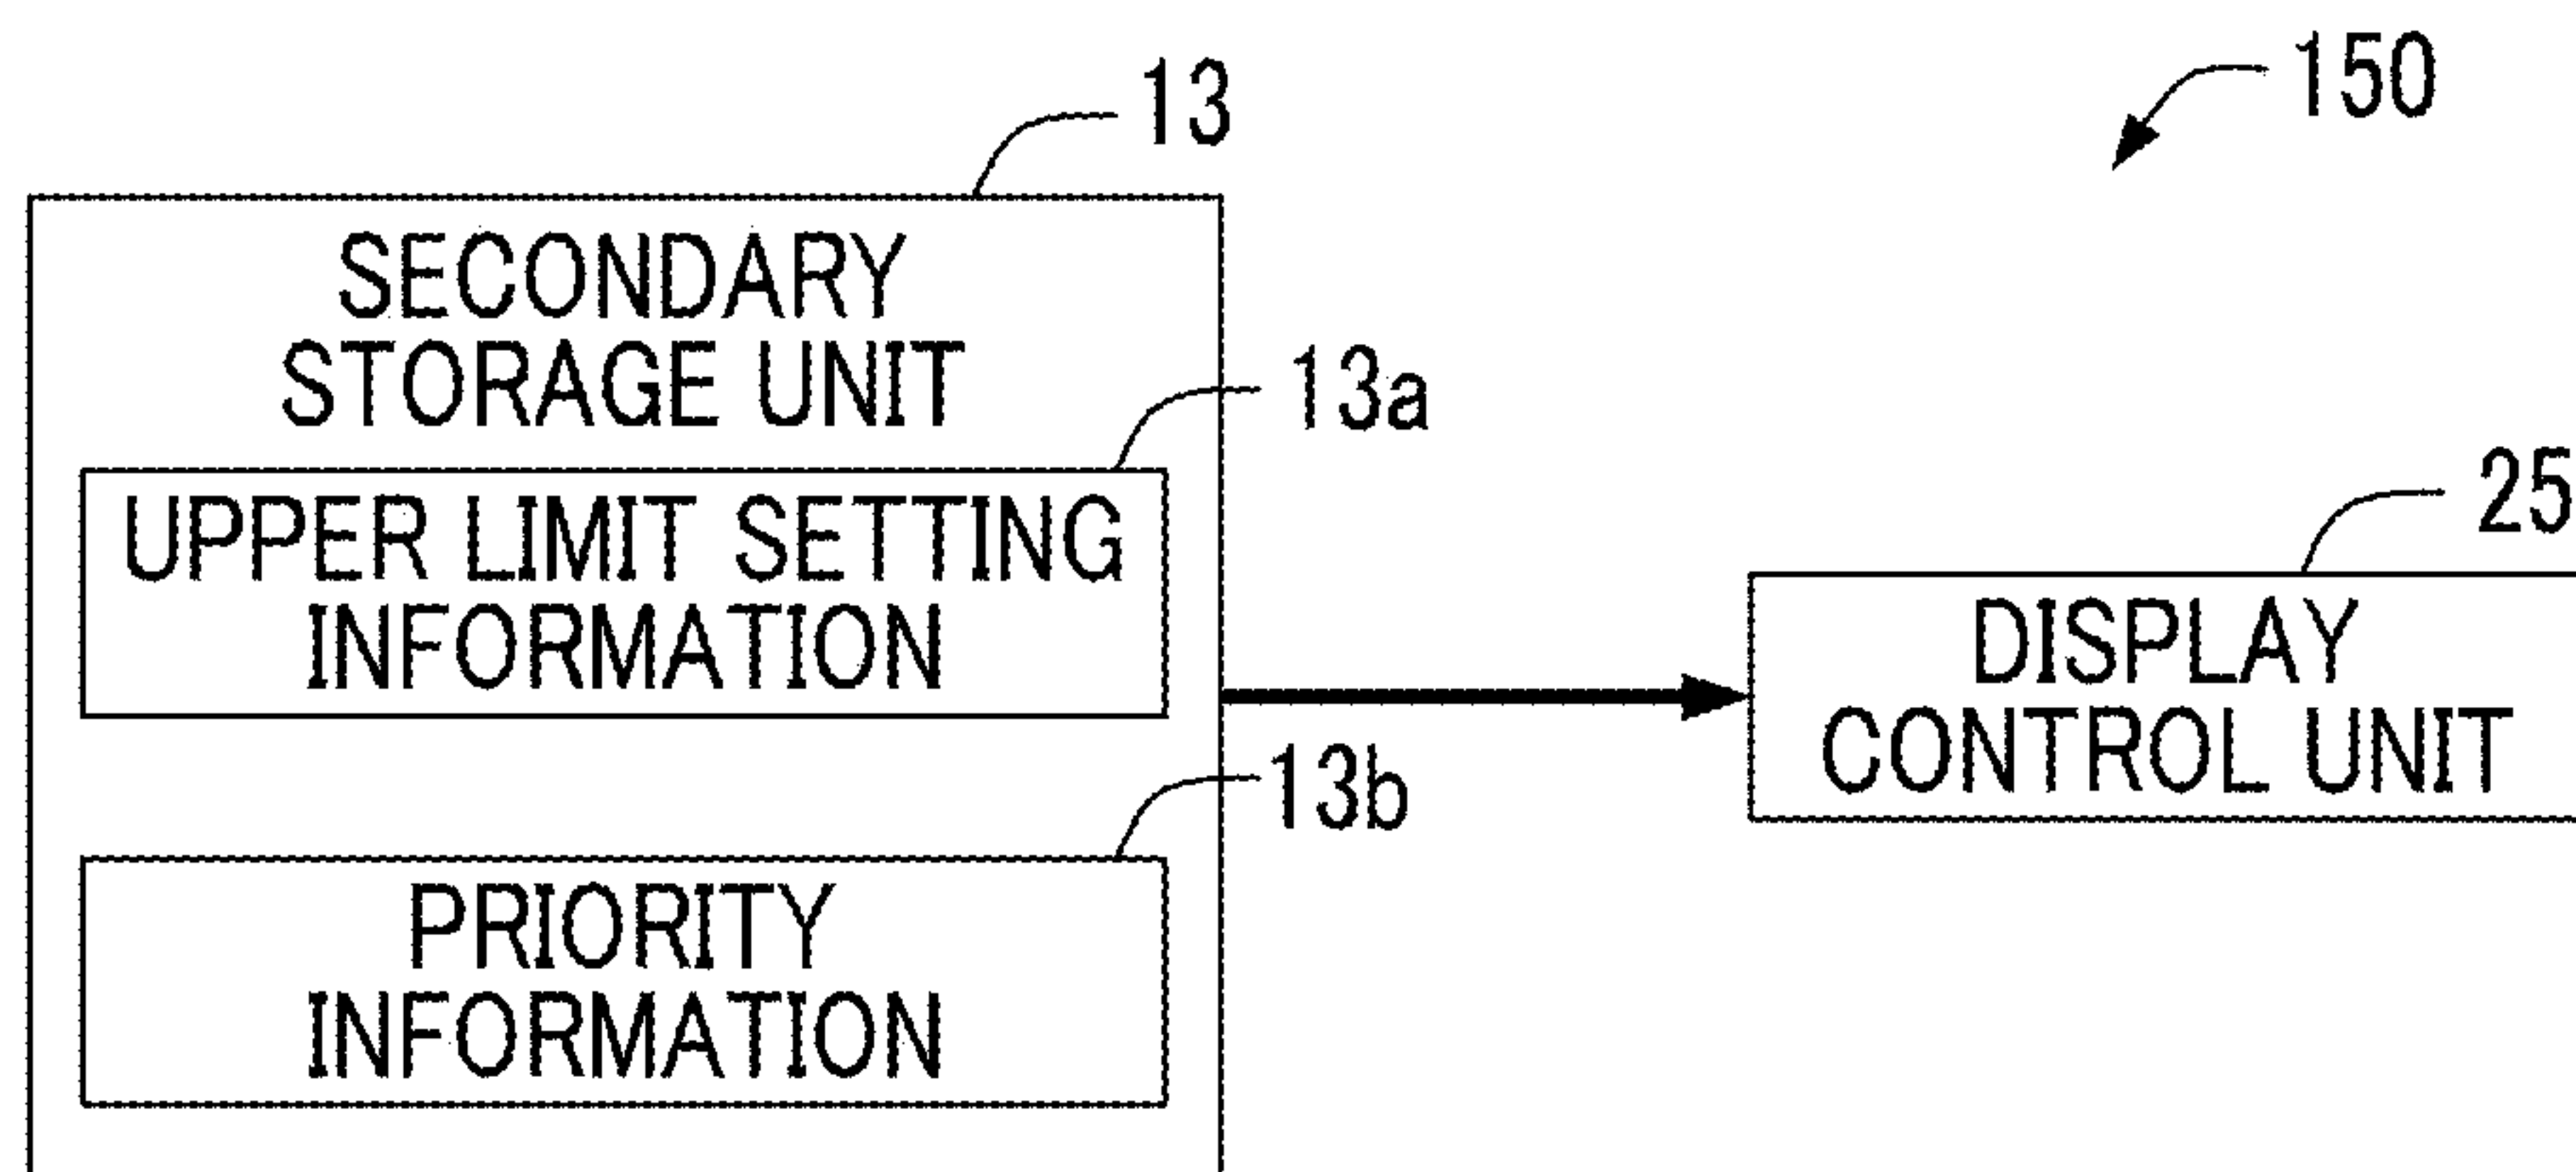 150
13
SECONDARY
STORAGE UNIT
13a
UPPER LIMIT SETTING
INFORMATION
25
DISPLAY
CONTROL UNIT
13b
PRIORITY
INFORMATION